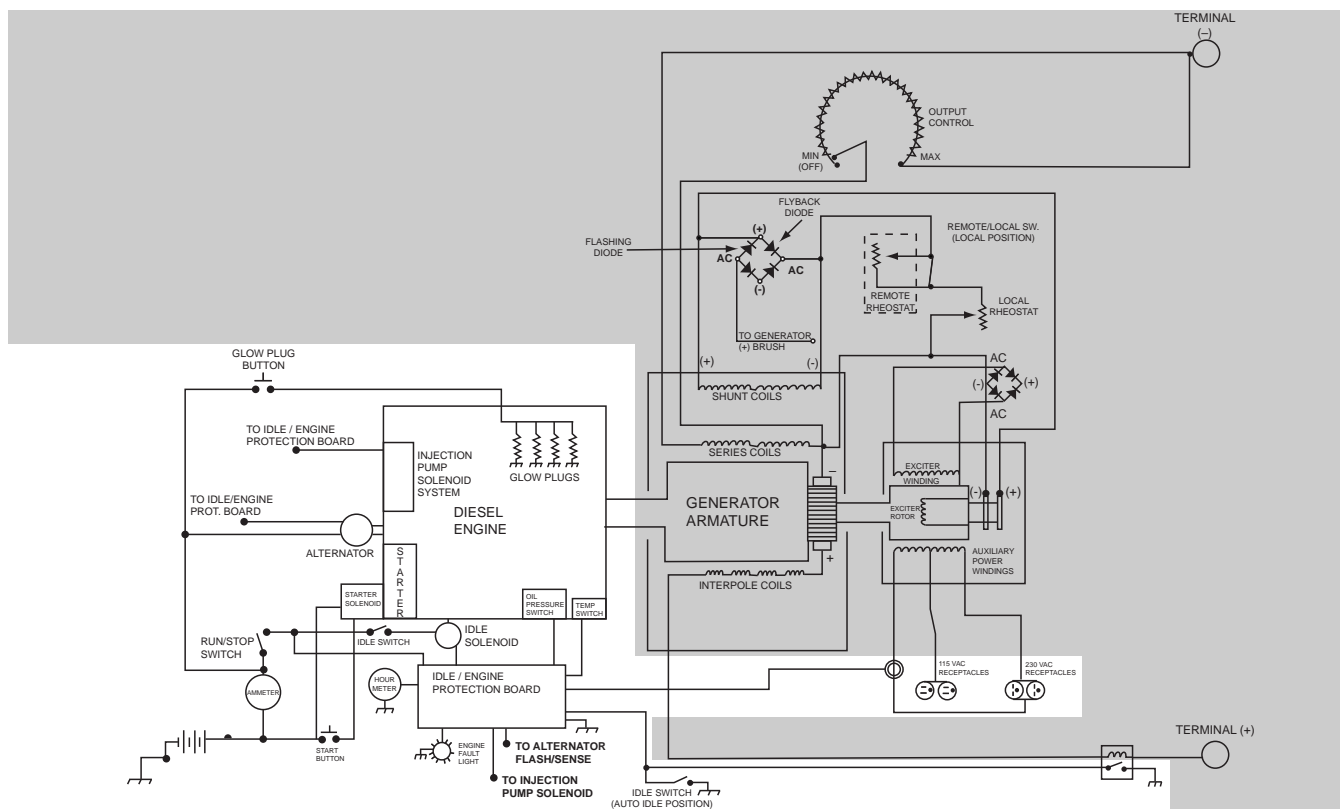 TERMINAL
(–)
OUTPUT
CONTROL
MIN
(OFF)
MAX
FLYBACK
DIODE
FLASHING
DIODE
(+)
AC
AC
(-)
REMOTE/LOCAL SW.
(LOCAL POSITION)
REMOTE
RHEOSTAT
LOCAL
RHEOSTAT
TO GENERATOR
(+) BRUSH
(+)
(-)
AC
(-)
(+)
AC
SHUNT COILS
GLOW PLUG
BUTTON
TO IDLE / ENGINE
PROTECTION BOARD
INJECTION
PUMP
SOLENOID
SYSTEM
GLOW PLUGS
SERIES COILS
–
EXCITER
WINDING
(-)
(+)
TO IDLE/ENGINE
PROT. BOARD
DIESEL
ENGINE
GENERATOR
ARMATURE
EXCITER
ROTOR
ALTERNATOR
STARTER
+
AUXILIARY
POWER
WINDINGS
INTERPOLE COILS
STARTER
SOLENOID
OIL
PRESSURE
SWITCH
TEMP
SWITCH
RUN/STOP
SWITCH
IDLE SWITCH
IDLE
SOLENOID
AMMETER
HOUR
METER
IDLE / ENGINE
PROTECTION BOARD
115 VAC
RECEPTACLES
230 VAC
RECEPTACLES
START
BUTTON
ENGINE
FAULT
LIGHT
TO ALTERNATOR
FLASH/SENSE
TO INJECTION
PUMP SOLENOID
IDLE SWITCH
(AUTO IDLE POSITION)
TERMINAL (+)